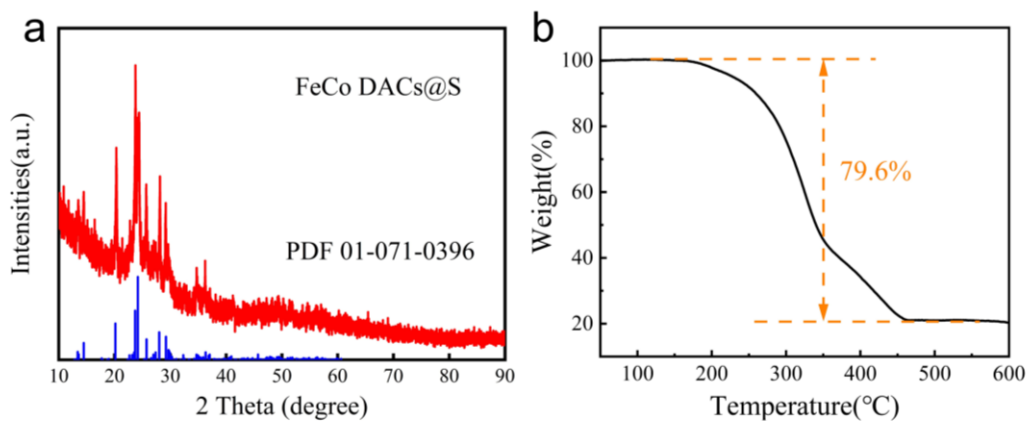 a
FeCo DACs@S
PDF 01-071-0396
Intensities(a.u.)
10 20 30 40 50 60 70 80 90
2 Theta (degree)
b
100
80
60
40
20
79.6%
Weight(%)
100 200 300 400 500 600
Temperature(℃)